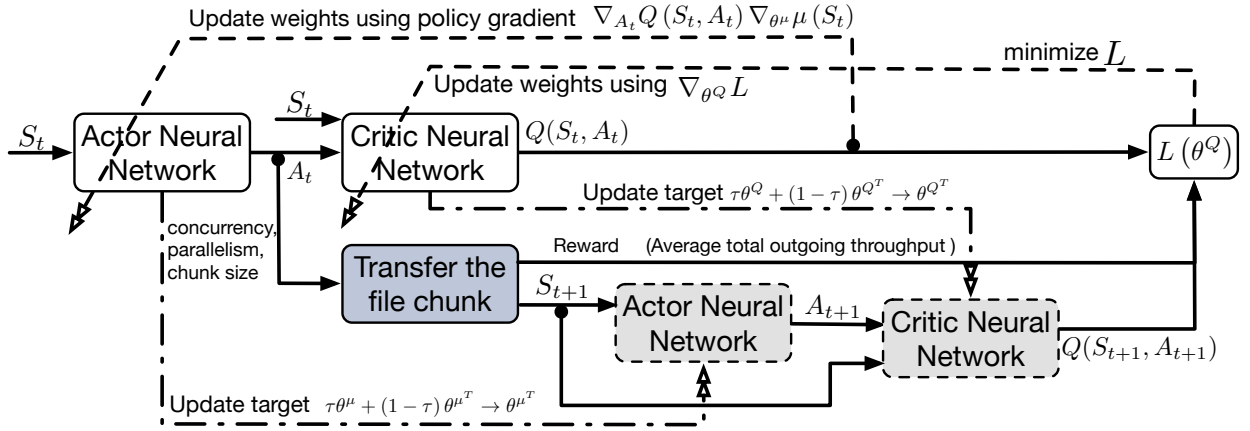 Update weights using policy gradient ∇_{A_t} Q (S_t, A_t) ∇_{θ^μ} μ (S_t)
minimize L
Update weights using ∇_{θ^Q} L
S_t
S_t
Actor Neural
Network
Critic Neural
Network
Q(S_t, A_t)
L (θ^Q)
A_t
Update target τθ^Q + (1 − τ) θ^{Q^T} → θ^{Q^T}
concurrency,
parallelism,
chunk size
Reward (Average total outgoing throughput )
Transfer the
file chunk
S_{t+1}
Actor Neural
Network
A_{t+1}
Critic Neural
Network
Q(S_{t+1}, A_{t+1})
Update target τθ^μ + (1 − τ) θ^{μ^T} → θ^{μ^T}